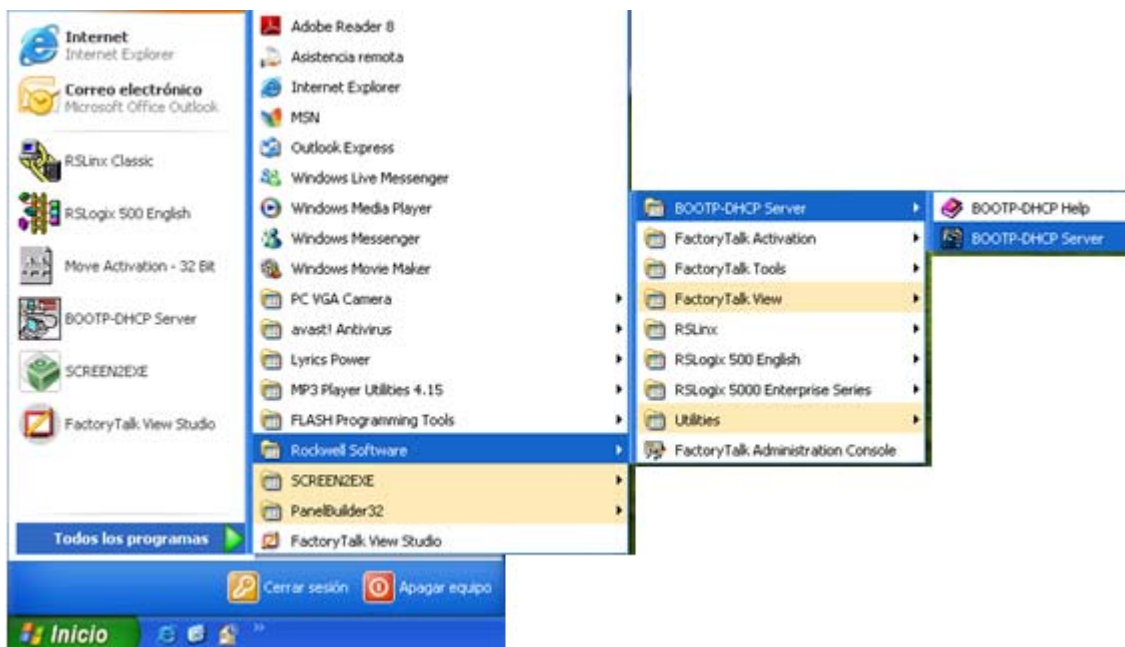 Internet
Internet Explorer
Correo electrónico
Microsoft Office Outlook
RSLinx Classic
RSLogix 500 English
Move Activation - 32 Bit
BOOTP-DHCP Server
SCREEN2EXE
FactoryTalk View Studio
Todos los programas
Adobe Reader 8
Asistencia remota
Internet Explorer
MSN
Outlook Express
Windows Live Messenger
Windows Media Player
Windows Messenger
Windows Movie Maker
PC VGA Camera
avast! Antivirus
Lyrics Power
MP3 Player Utilities 4.15
FLASH Programming Tools
Rockwell Software
SCREEN2EXE
PanelBuilder32
FactoryTalk View Studio
BOOTP-DHCP Server
FactoryTalk Activation
FactoryTalk Tools
FactoryTalk View
RSLinx
RSLogix 500 English
RSLogix 5000 Enterprise Series
Utilities
FactoryTalk Administration Console
BOOTP-DHCP Help
BOOTP-DHCP Server
Cerrar sesión
Apagar equipo
Inicio